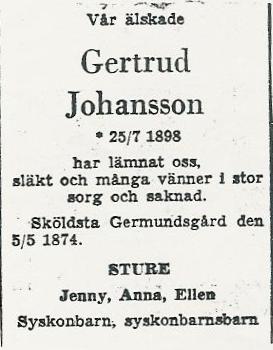 Vår älskade
Gertrud
Johansson
* 25/7 1898
har lämnat oss,
släkt och många vänner i stor
sorg och saknad.
Sköldsta Germundsgård den
5/5 1874.
STURE
Jenny, Anna, Ellen
Syskonbarn, syskonbarnsbarn